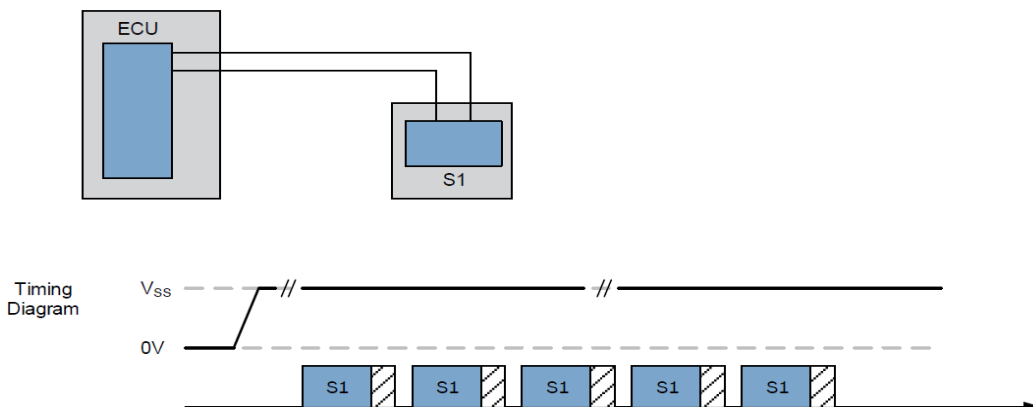 ECU
S1
Timing
Diagram
VSS
0V
S1 S1 S1 S1 S1